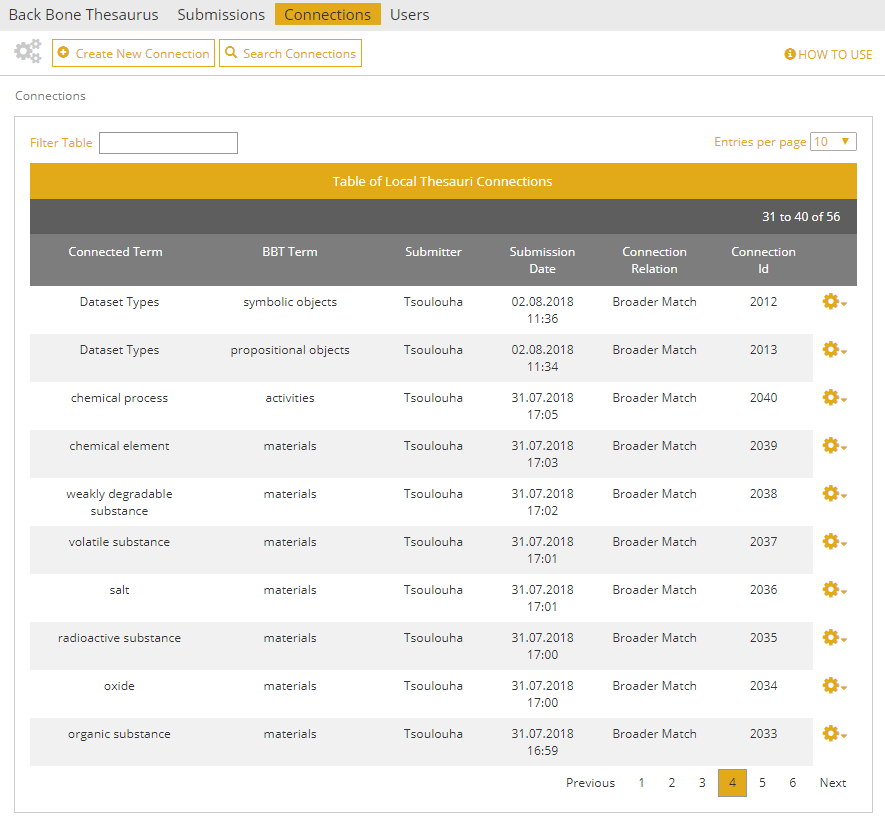 Back Bone Thesaurus Submissions Connections Users
Create New Connection Search Connections HOW TO USE
Connections
Filter Table Entries per page 10
Table of Local Thesauri Connections
31 to 40 of 56
Connected Term BBT Term Submitter Submission Date Connection Relation Connection Id
Dataset Types symbolic objects Tsoulouha 02.08.2018 11:36 Broader Match 2012
Dataset Types propositional objects Tsoulouha 02.08.2018 11:34 Broader Match 2013
chemical process activities Tsoulouha 31.07.2018 17:05 Broader Match 2040
chemical element materials Tsoulouha 31.07.2018 17:03 Broader Match 2039
weakly degradable substance materials Tsoulouha 31.07.2018 17:02 Broader Match 2038
volatile substance materials Tsoulouha 31.07.2018 17:01 Broader Match 2037
salt materials Tsoulouha 31.07.2018 17:01 Broader Match 2036
radioactive substance materials Tsoulouha 31.07.2018 17:00 Broader Match 2035
oxide materials Tsoulouha 31.07.2018 17:00 Broader Match 2034
organic substance materials Tsoulouha 31.07.2018 16:59 Broader Match 2033
Previous 1 2 3 4 5 6 Next